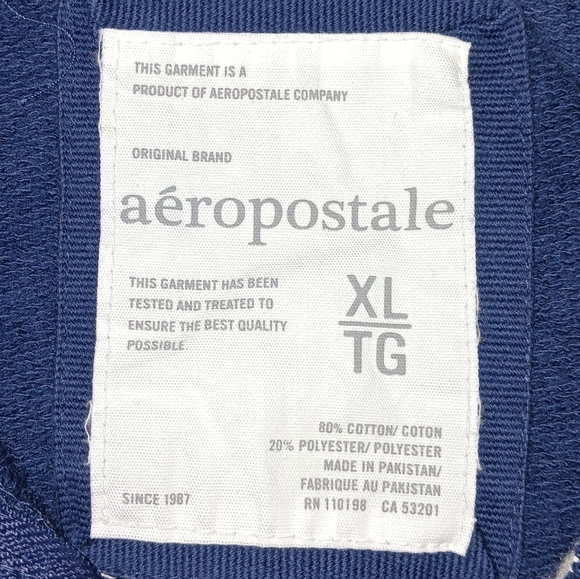 THIS GARMENT IS A
PRODUCT OF AEROPOSTALE COMPANY
ORIGINAL BRAND
aéropostale
THIS GARMENT HAS BEEN
TESTED AND TREATED TO
ENSURE THE BEST QUALITY
POSSIBLE.
XL
TG
80% COTTON/ COTON
20% POLYESTER/ POLYESTER
MADE IN PAKISTAN/
FABRIQUE AU PAKISTAN
RN 110198 CA 53201
SINCE 1987